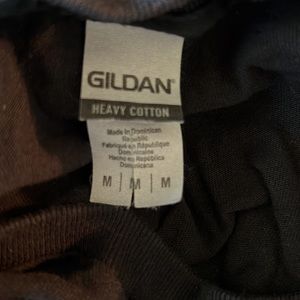 GILDAN®
HEAVY COTTON
Made in Dominican
Republic
Fabriqué en République
Dominicaine
Hecho en República
Dominicana
M | M | M